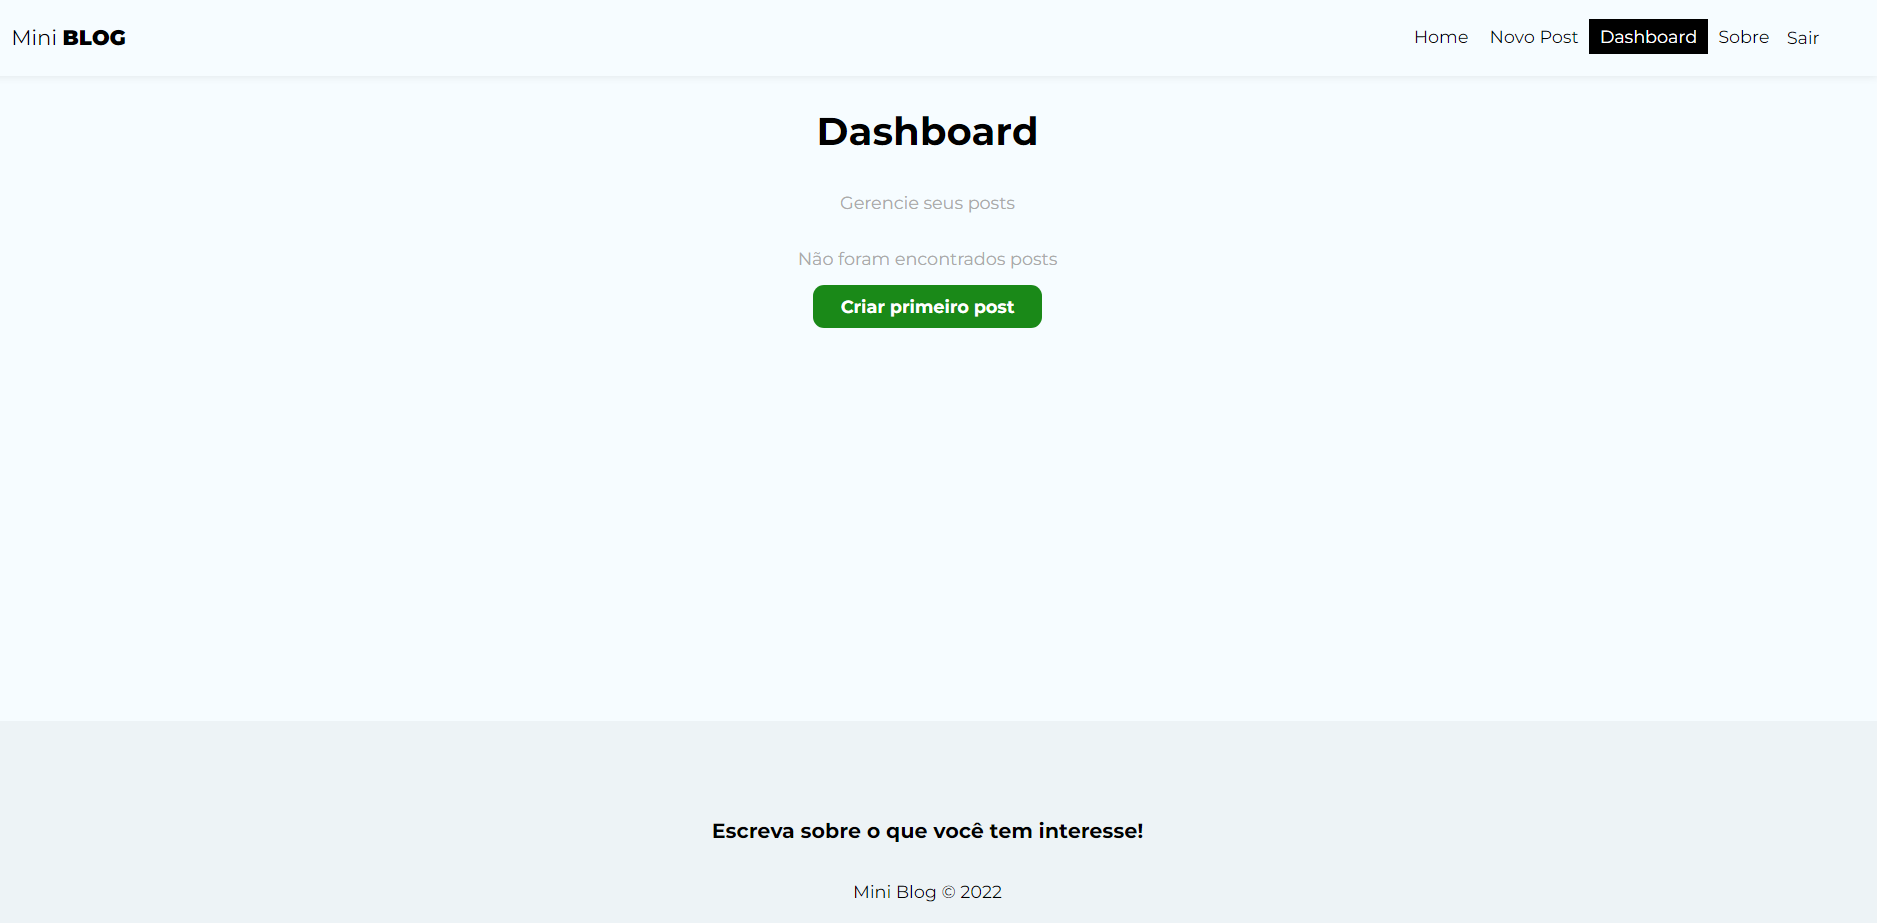 Mini BLOG
Home Novo Post Dashboard Sobre Sair
Dashboard
Gerencie seus posts
Não foram encontrados posts
Criar primeiro post
Escreva sobre o que você tem interesse!
Mini Blog © 2022